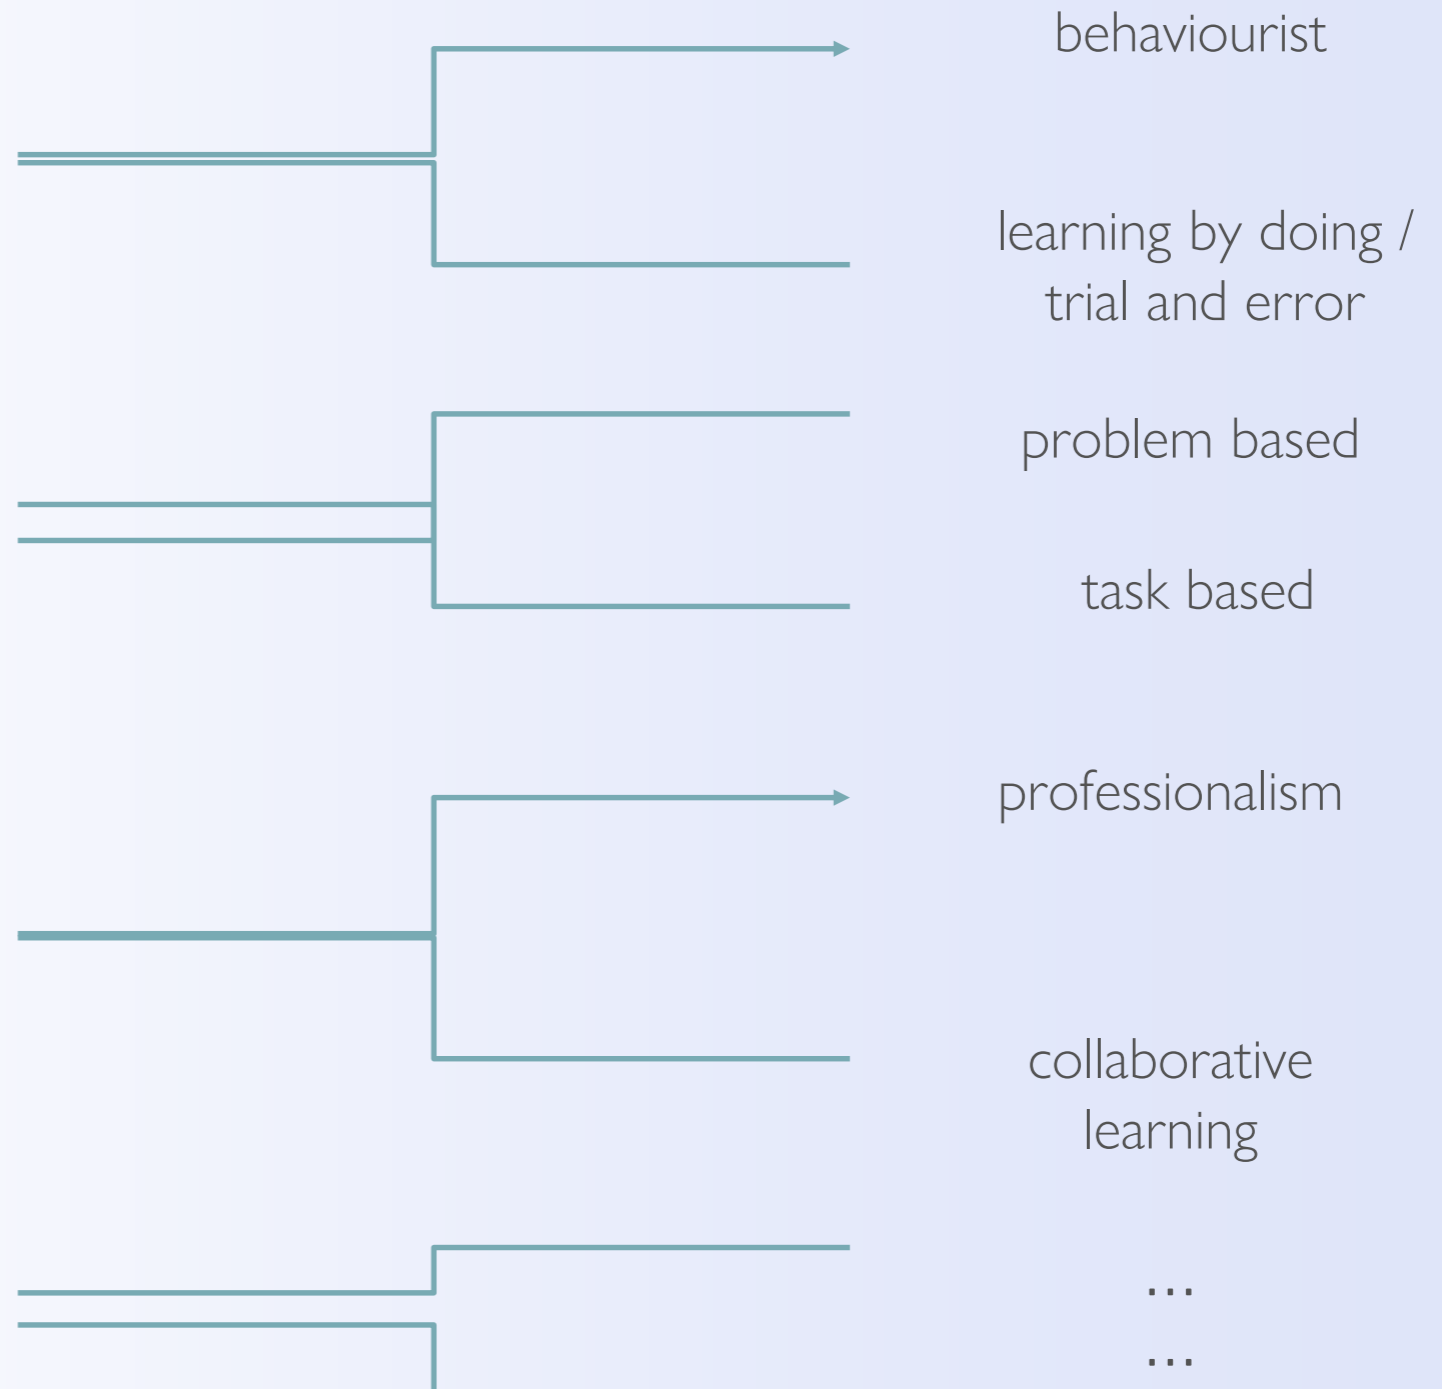 behaviourist
learning by doing /
trial and error
problem based
task based
professionalism
collaborative
learning
...
...